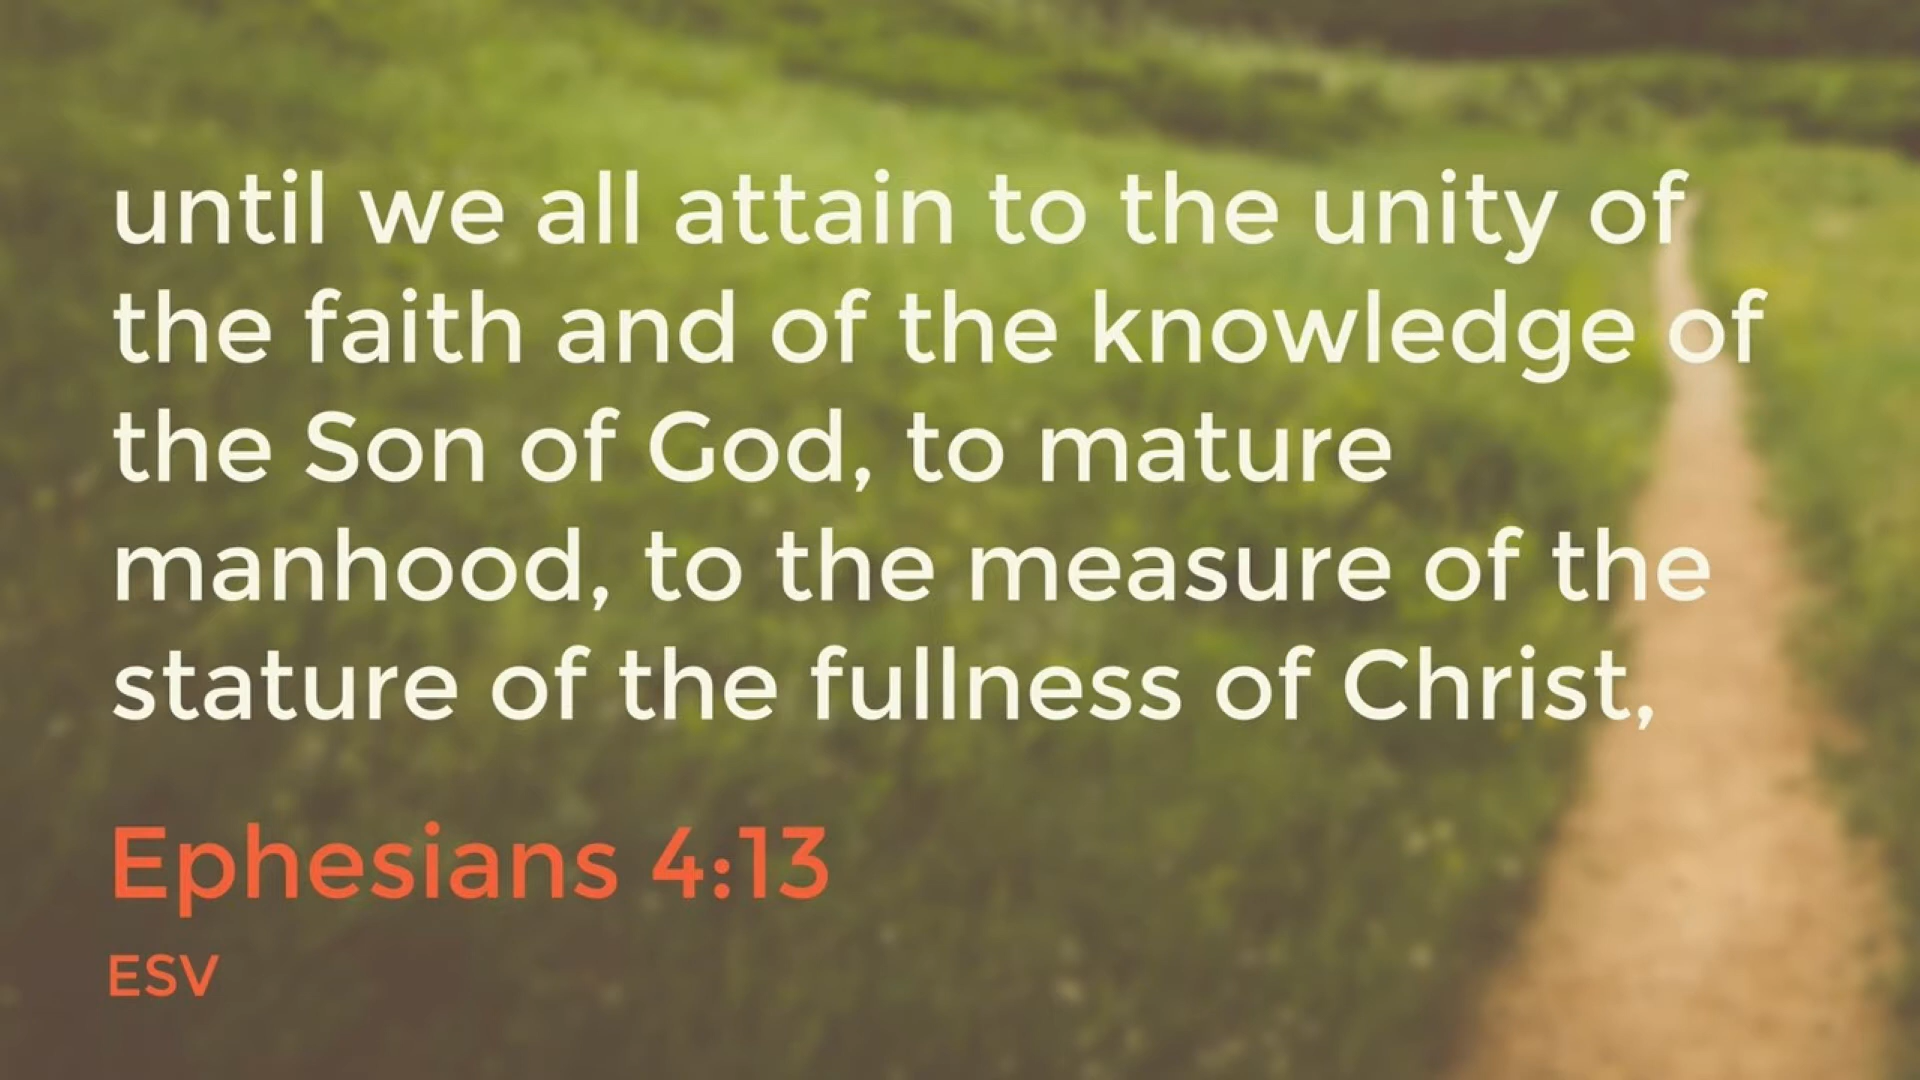 until we all attain to the unity of
the faith and of the knowledge of
the Son of God, to mature
manhood, to the measure of the
stature of the fullness of Christ,
Ephesians 4:13
ESV